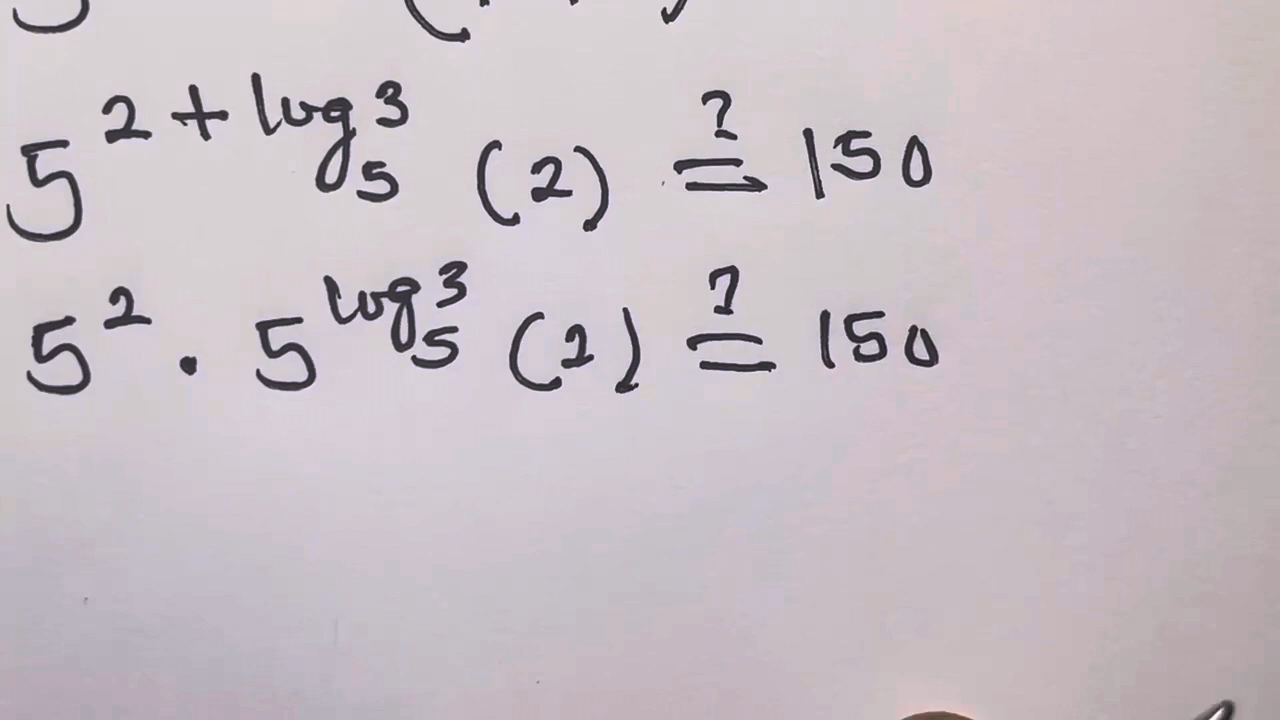 5^{2 + log_5^3} (2) ≟ 150
5^2 · 5^{log_5^3} (2) ≟ 150